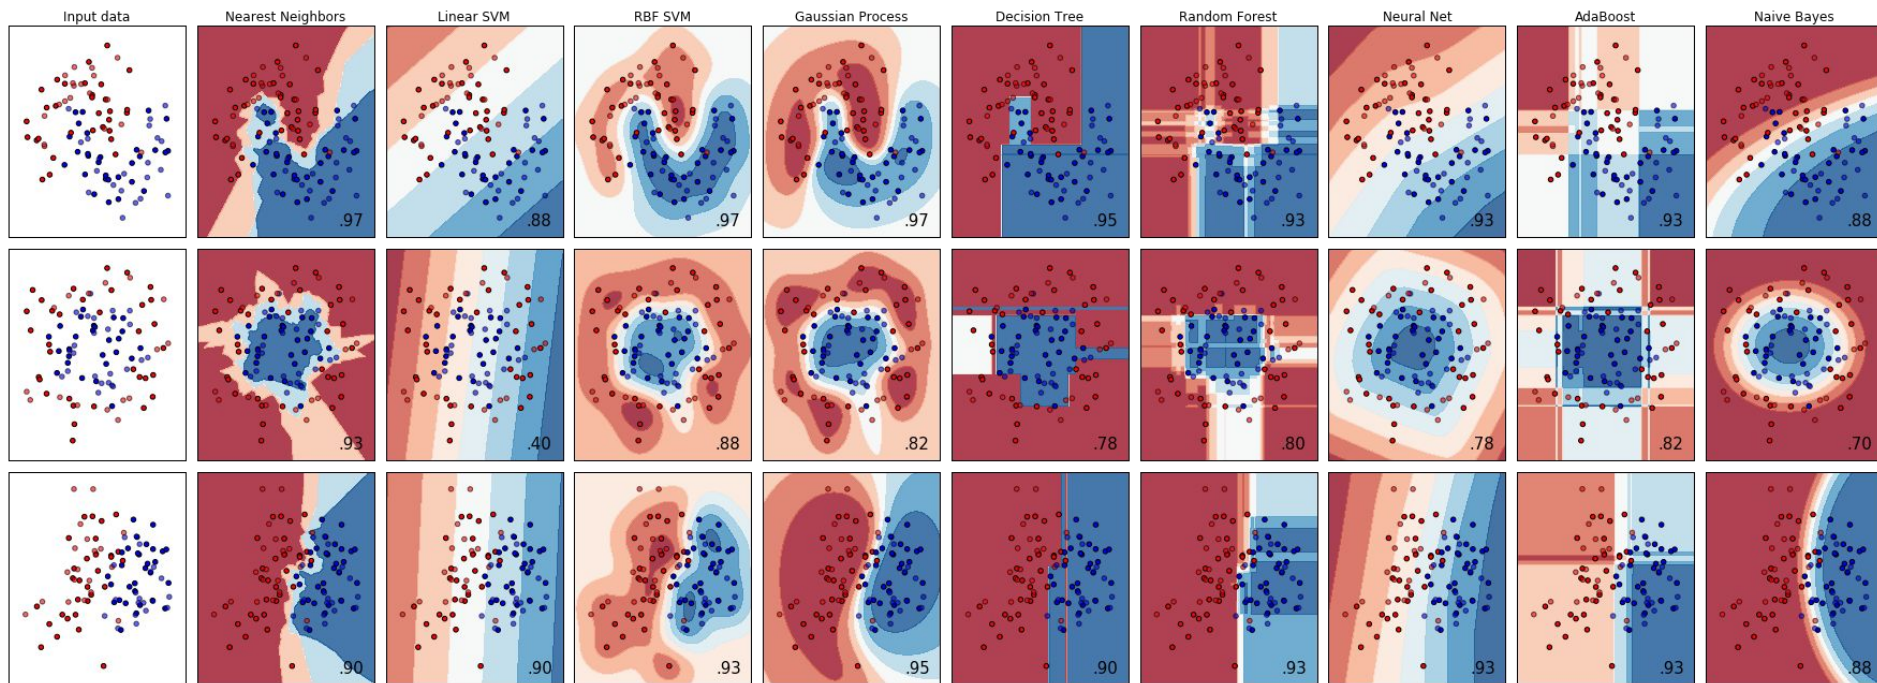 Input data
Nearest Neighbors
Linear SVM
RBF SVM
Gaussian Process
Decision Tree
Random Forest
Neural Net
AdaBoost
Naive Bayes
.97
.88
.97
.97
.95
.93
.93
.93
.88
.93
.40
.88
.82
.78
.80
.78
.82
.70
.90
.90
.93
.95
.90
.93
.93
.93
.88